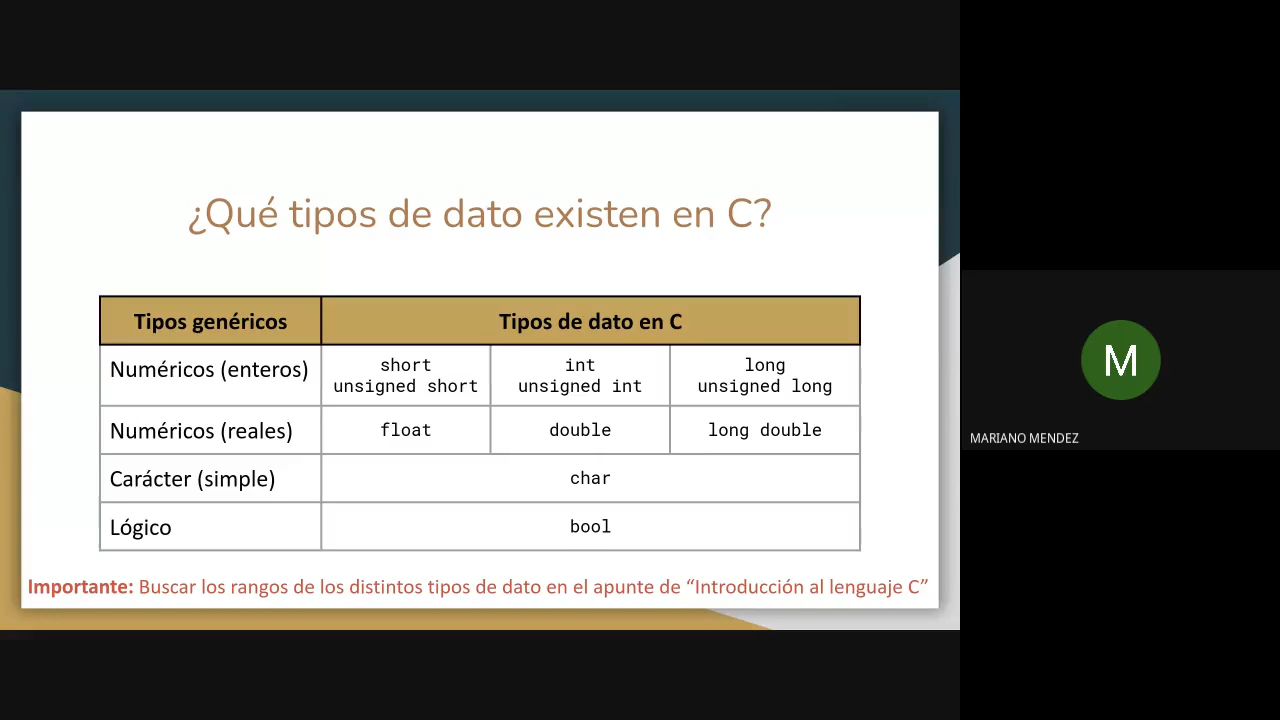 ¿Qué tipos de dato existen en C?
Tipos genéricos
Tipos de dato en C
Numéricos (enteros)
short
unsigned short
int
unsigned int
long
unsigned long
Numéricos (reales)
float
double
long double
Carácter (simple)
char
Lógico
bool
Importante: Buscar los rangos de los distintos tipos de dato en el apunte de “Introducción al lenguaje C”
M
MARIANO MENDEZ